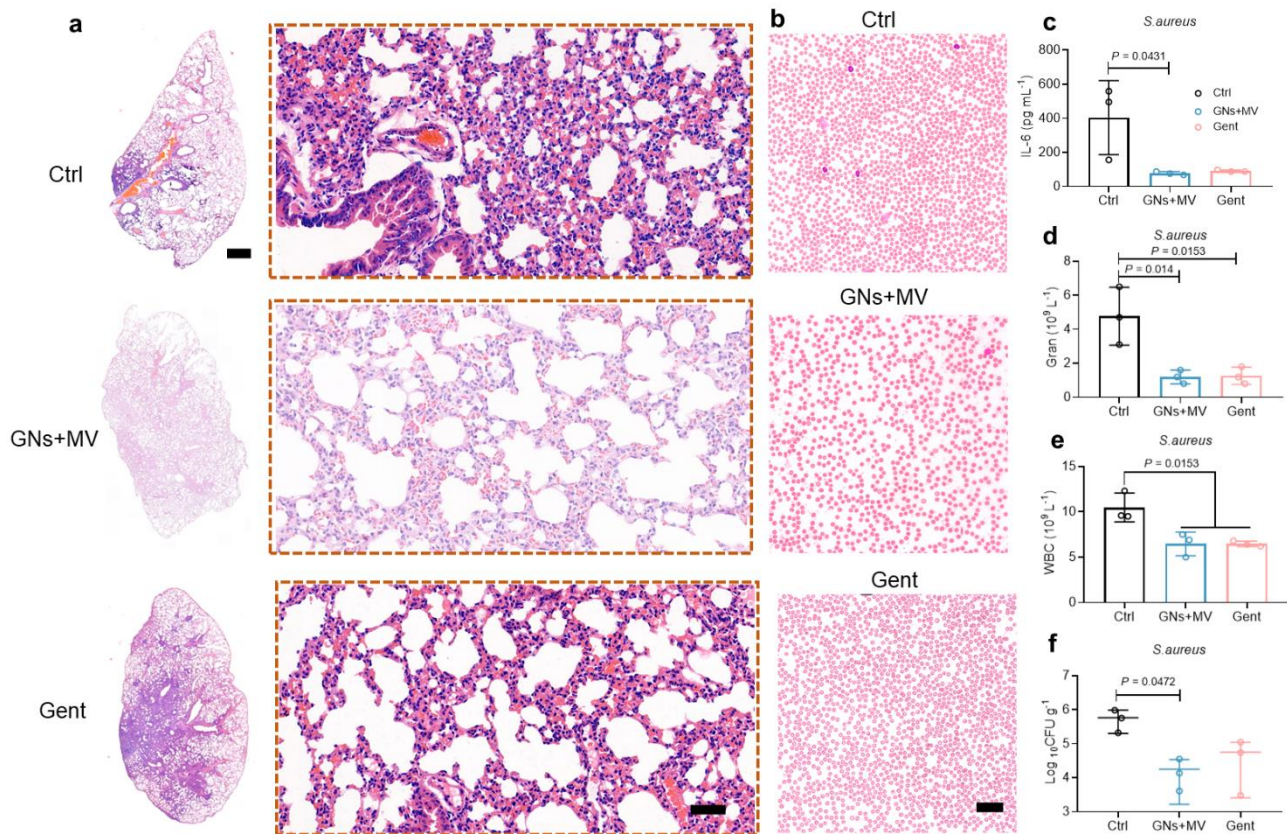 a
Ctrl
GNs+MV
Gent
b
Ctrl
GNs+MV
Gent
c
S.aureus
800
600
400
200
0
IL-6 (pg mL⁻¹)
P = 0.0431
Ctrl
GNs+MV
Gent
Ctrl
GNs+MV
Gent
d
S.aureus
P = 0.0153
P = 0.014
8
6
4
2
0
Gran (10⁹ L⁻¹)
Ctrl
GNs+MV
Gent
e
S.aureus
P = 0.0153
15
10
5
0
WBC (10⁹ L⁻¹)
Ctrl
GNs+MV
Gent
f
S.aureus
P = 0.0472
7
6
5
4
3
Log ₁₀CFU g⁻¹
Ctrl
GNs+MV
Gent